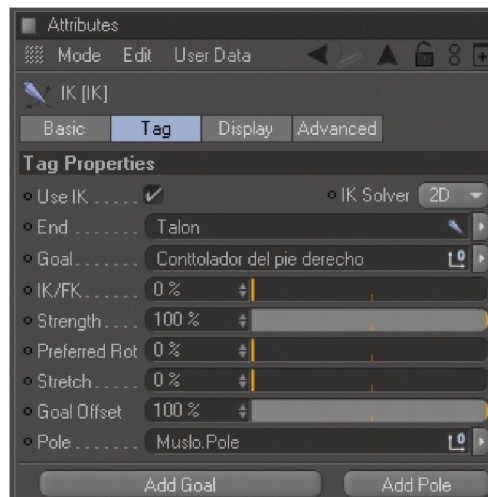 Attributes
Mode Edit User Data
IK [IK]
Basic Tag Display Advanced
Tag Properties
Use IK ..... IK Solver 2D
End ....... Talon
Goal....... Conttolador del pie derecho
IK/FK...... 0 %
Strength.... 100 %
Preferred Rot 0 %
Stretch.... 0 %
Goal Offset 100 %
Pole....... Muslo.Pole
Add Goal Add Pole